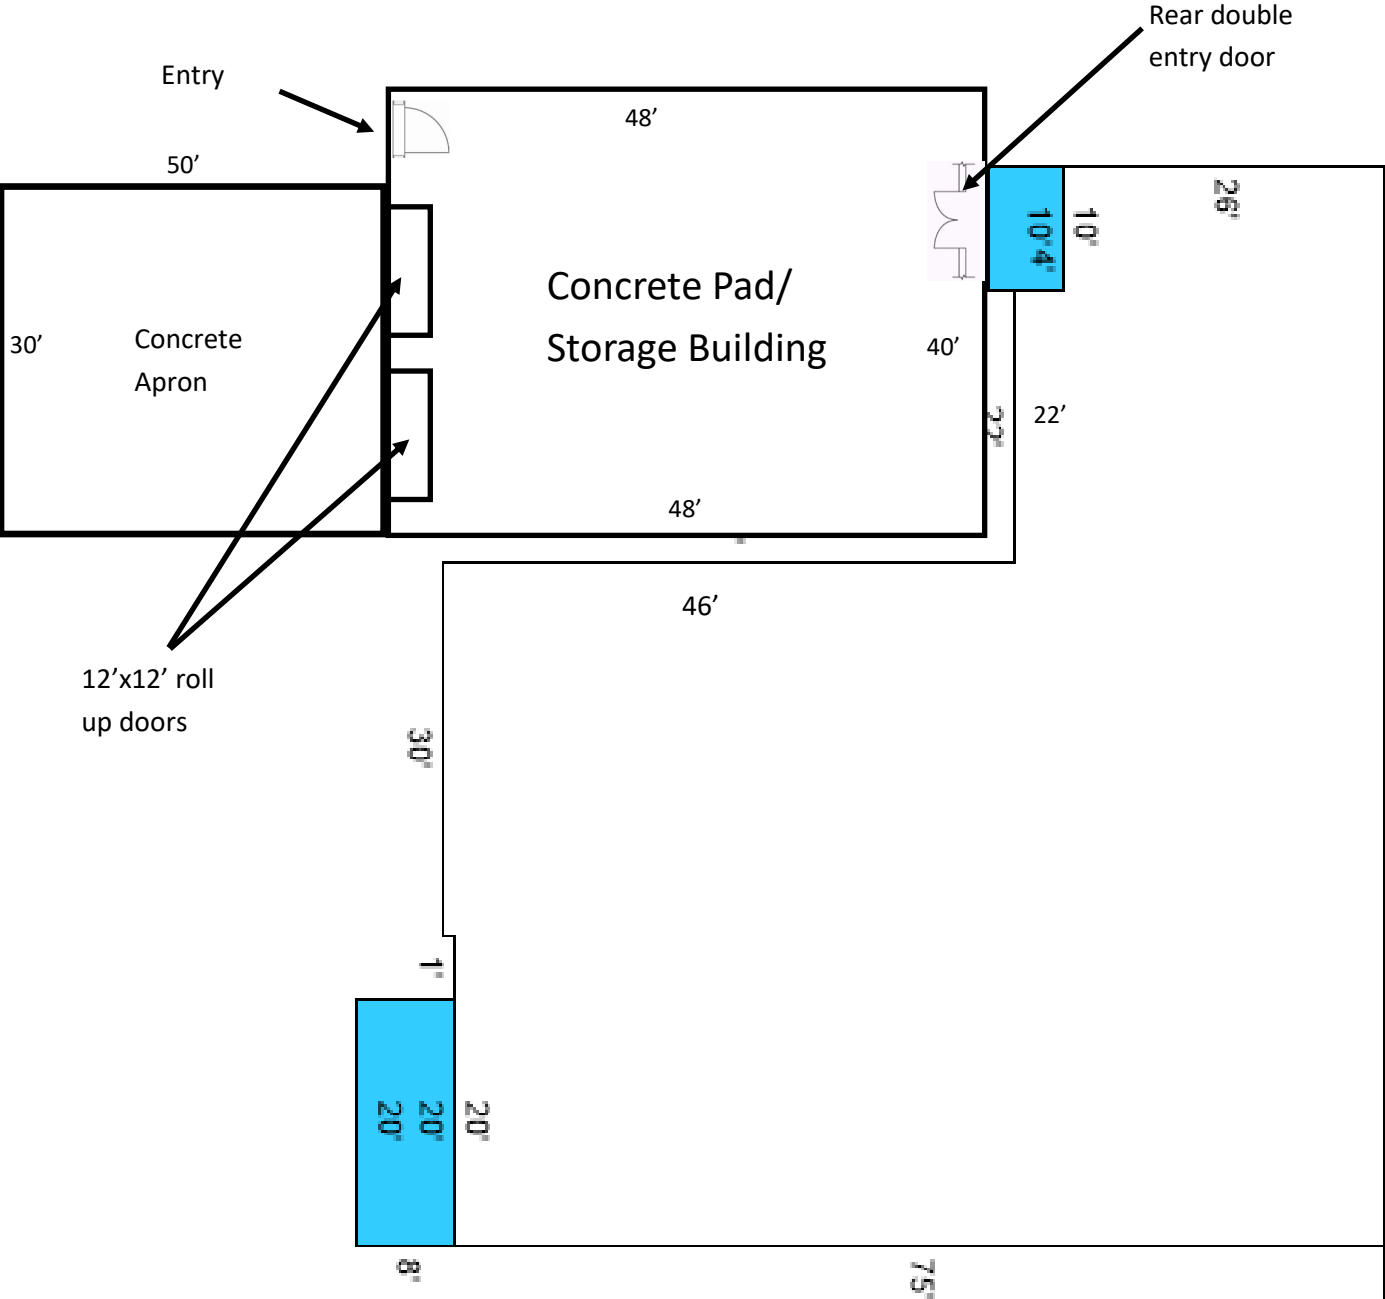 Rear double
entry door
Entry
48’
50’
26'
10'
10'4'
Concrete Pad/
Storage Building
30’
Concrete
Apron
40’
22’
48’
46’
12’x12’ roll
up doors
30'
1'
20'
20'
20'
8'
75'